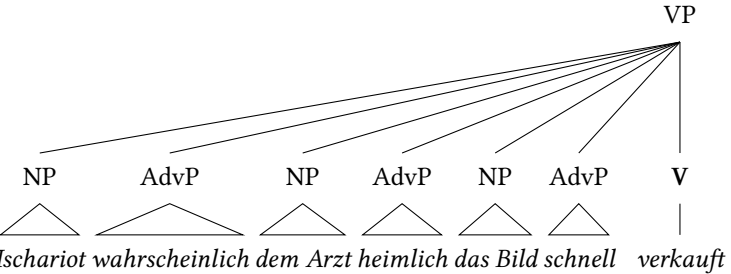 VP
NP AdvP NP AdvP NP AdvP V
Ischariot wahrscheinlich dem Arzt heimlich das Bild schnell verkauft